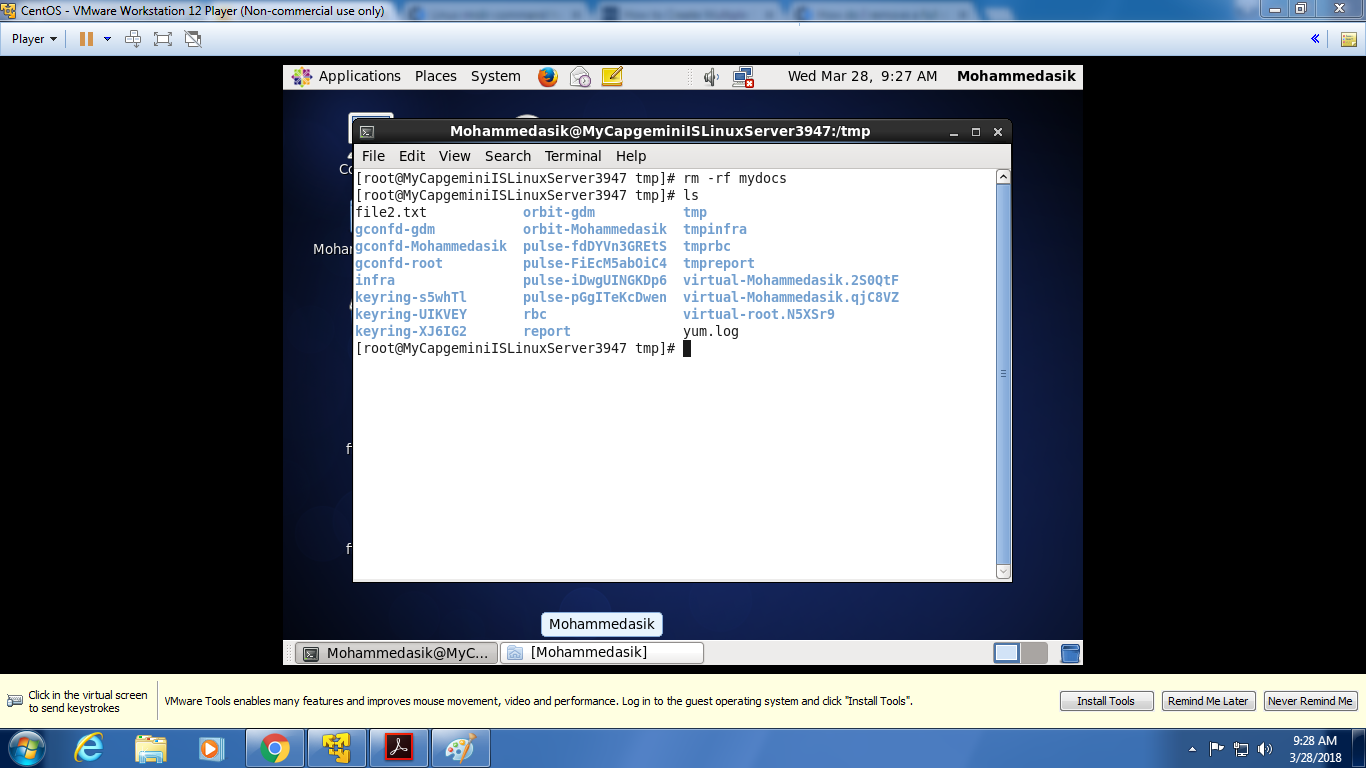 CentOS - VMware Workstation 12 Player (Non-commercial use only)
Player
Applications Places System Wed Mar 28, 9:27 AM Mohammedasik
Mohammedasik@MyCapgeminiISLinuxServer3947:/tmp
File Edit View Search Terminal Help
[root@MyCapgeminiISLinuxServer3947 tmp]# rm -rf mydocs
[root@MyCapgeminiISLinuxServer3947 tmp]# ls
file2.txt orbit-gdm tmp
gconfd-gdm orbit-Mohammedasik tmpinfra
gconfd-Mohammedasik pulse-fdDYVn3GREtS tmprbc
gconfd-root pulse-FiEcM5abOiC4 tmpreport
infra pulse-iDwgUINGKDp6 virtual-Mohammedasik.2S0QtF
keyring-s5whTl pulse-pGgITeKcDwen virtual-Mohammedasik.qjC8VZ
keyring-UIKVEY rbc virtual-root.N5XSr9
keyring-XJ6IG2 report yum.log
[root@MyCapgeminiISLinuxServer3947 tmp]#
Mohammedasik
Mohammedasik@MyC... [Mohammedasik]
Click in the virtual screen
to send keystrokes
VMware Tools enables many features and improves mouse movement, video and performance. Log in to the guest operating system and click "Install Tools".
Install Tools Remind Me Later Never Remind Me
9:28 AM
3/28/2018